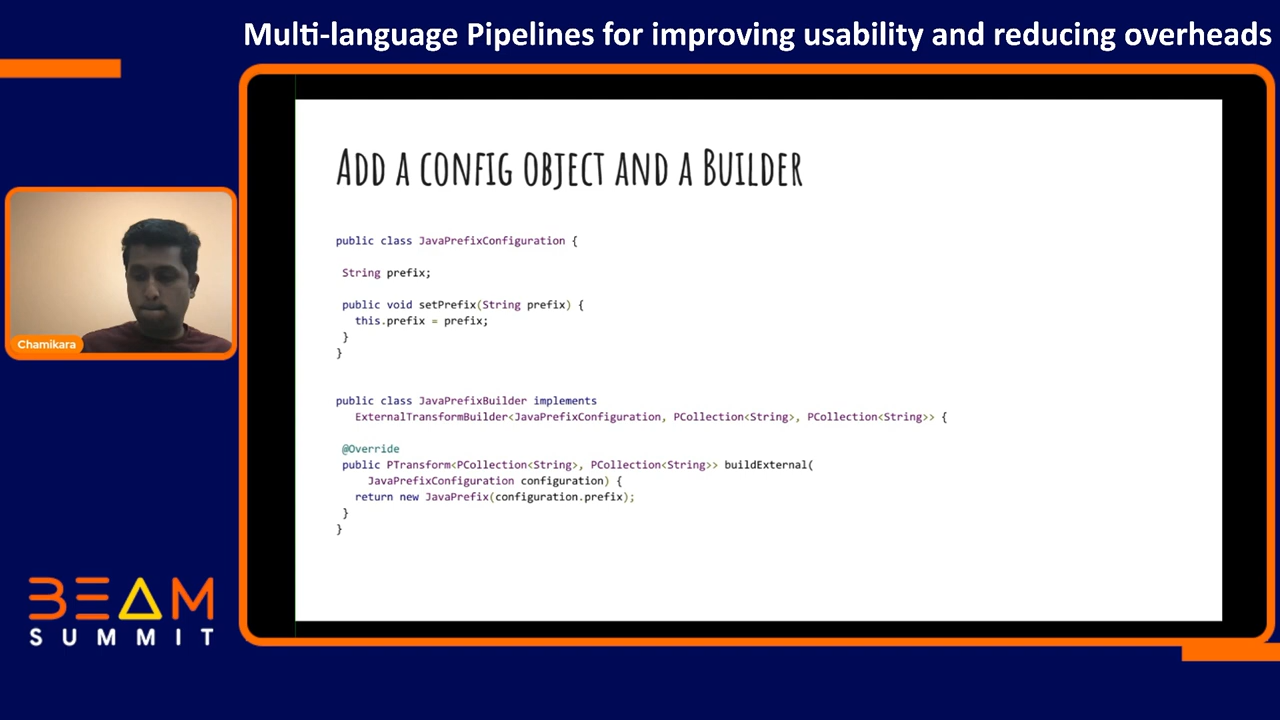 Multi-language Pipelines for improving usability and reducing overheads
ADD A CONFIG OBJECT AND A BUILDER
public class JavaPrefixConfiguration {
String prefix;
public void setPrefix(String prefix) {
this.prefix = prefix;
}
}
public class JavaPrefixBuilder implements
ExternalTransformBuilder<JavaPrefixConfiguration, PCollection<String>, PCollection<String>> {
@Override
public PTransform<PCollection<String>, PCollection<String>> buildExternal(
JavaPrefixConfiguration configuration) {
return new JavaPrefix(configuration.prefix);
}
}
Chamikara
BEAM
SUMMIT